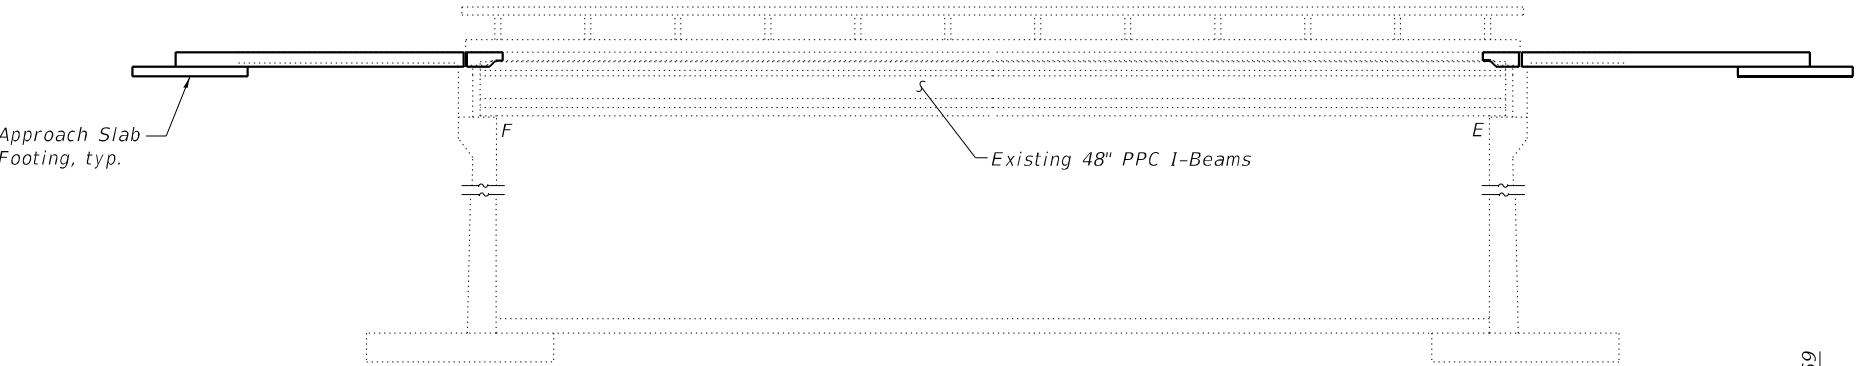 F
E
Approach Slab
Footing, typ.
Existing 48" PPC I-Beams